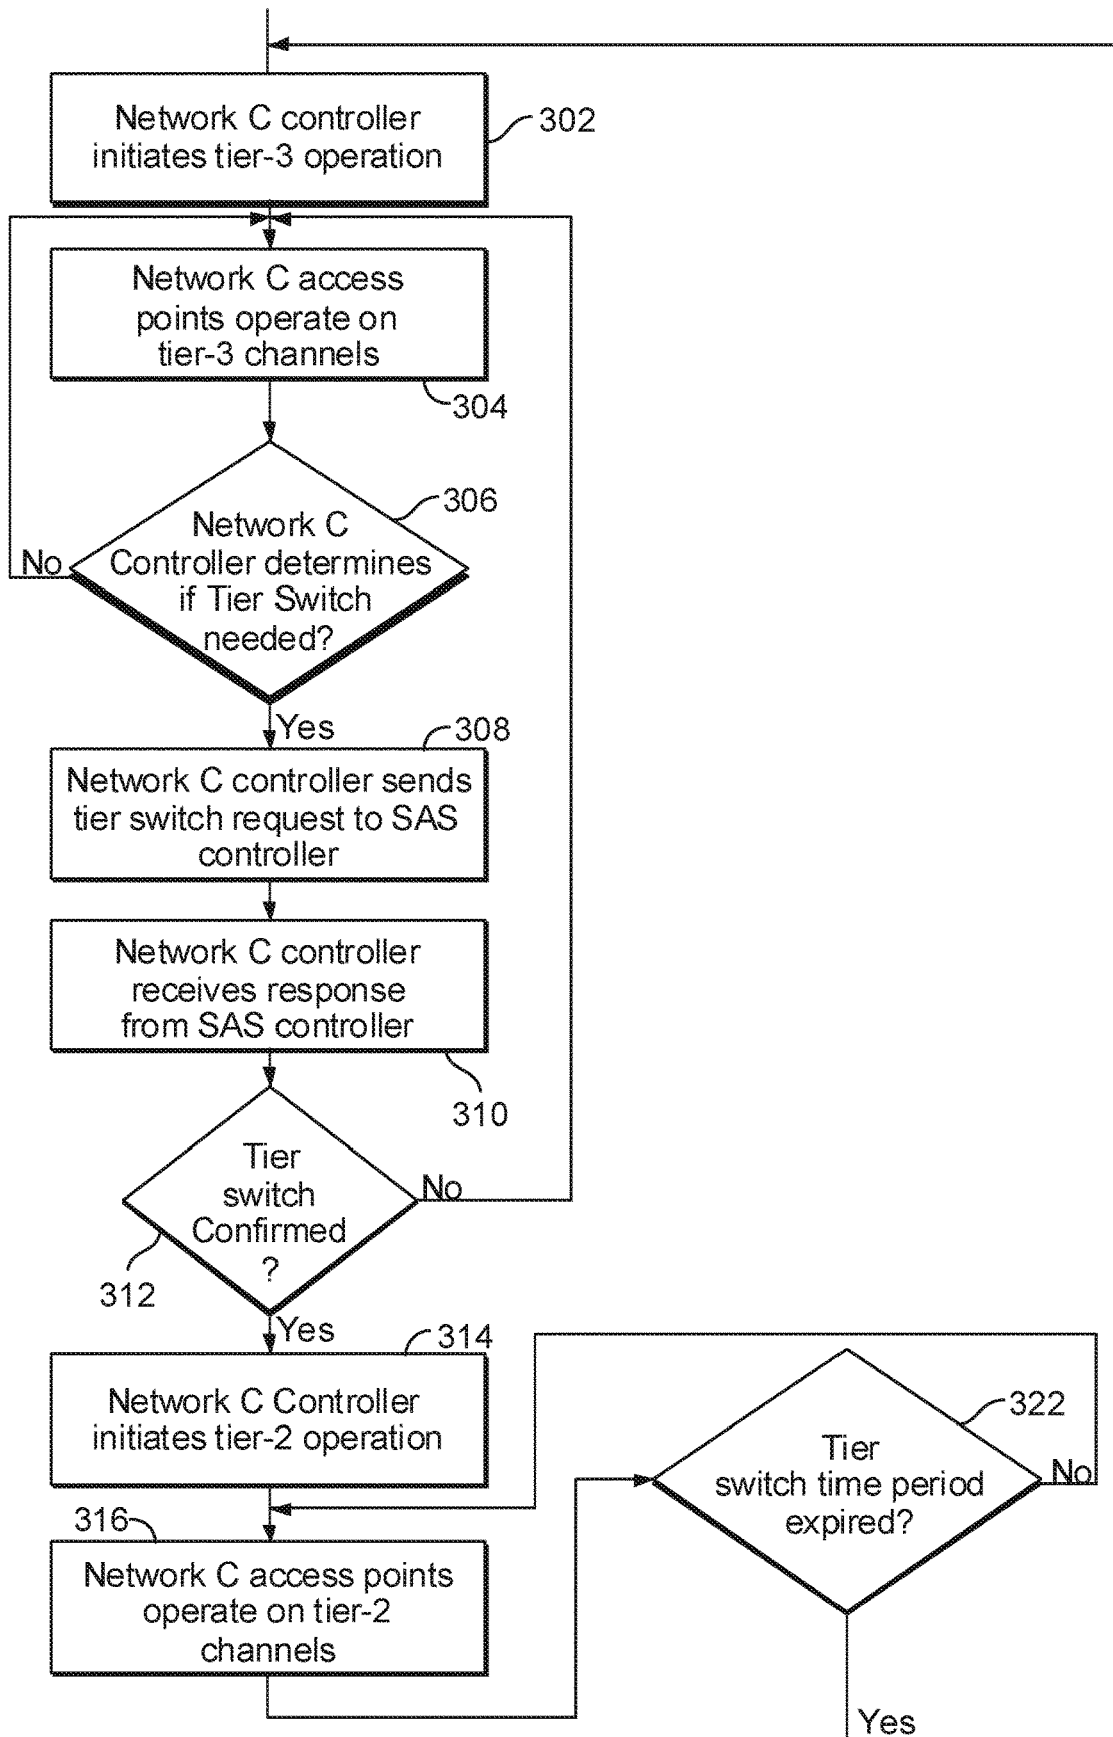 Network C controller
initiates tier-3 operation
302
Network C access
points operate on
tier-3 channels
304
306
Network C
Controller determines
if Tier Switch
needed?
No
Yes
308
Network C controller sends
tier switch request to SAS
controller
Network C controller
receives response
from SAS controller
310
Tier
switch
Confirmed
?
No
312
Yes
314
Network C Controller
initiates tier-2 operation
316
Network C access points
operate on tier-2
channels
322
Tier
switch time period
expired?
No
Yes